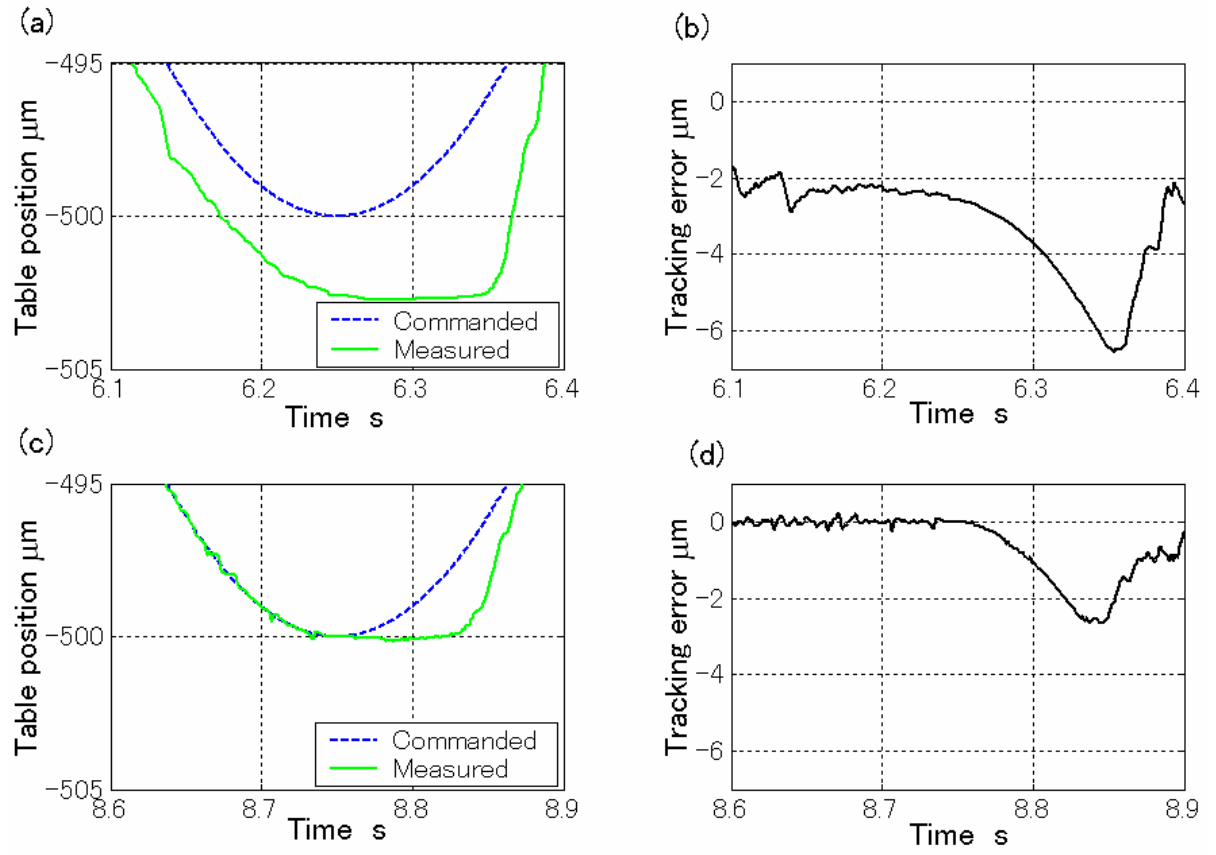 (a)
Table position μm
-495
-500
-505
6.1
6.2
6.3
6.4
Time s
Commanded
Measured
(b)
Tracking error μm
0
-2
-4
-6
6.1
6.2
6.3
6.4
Time s
(c)
Table position μm
-495
-500
-505
8.6
8.7
8.8
8.9
Time s
Commanded
Measured
(d)
Tracking error μm
0
-2
-4
-6
8.6
8.7
8.8
8.9
Time s